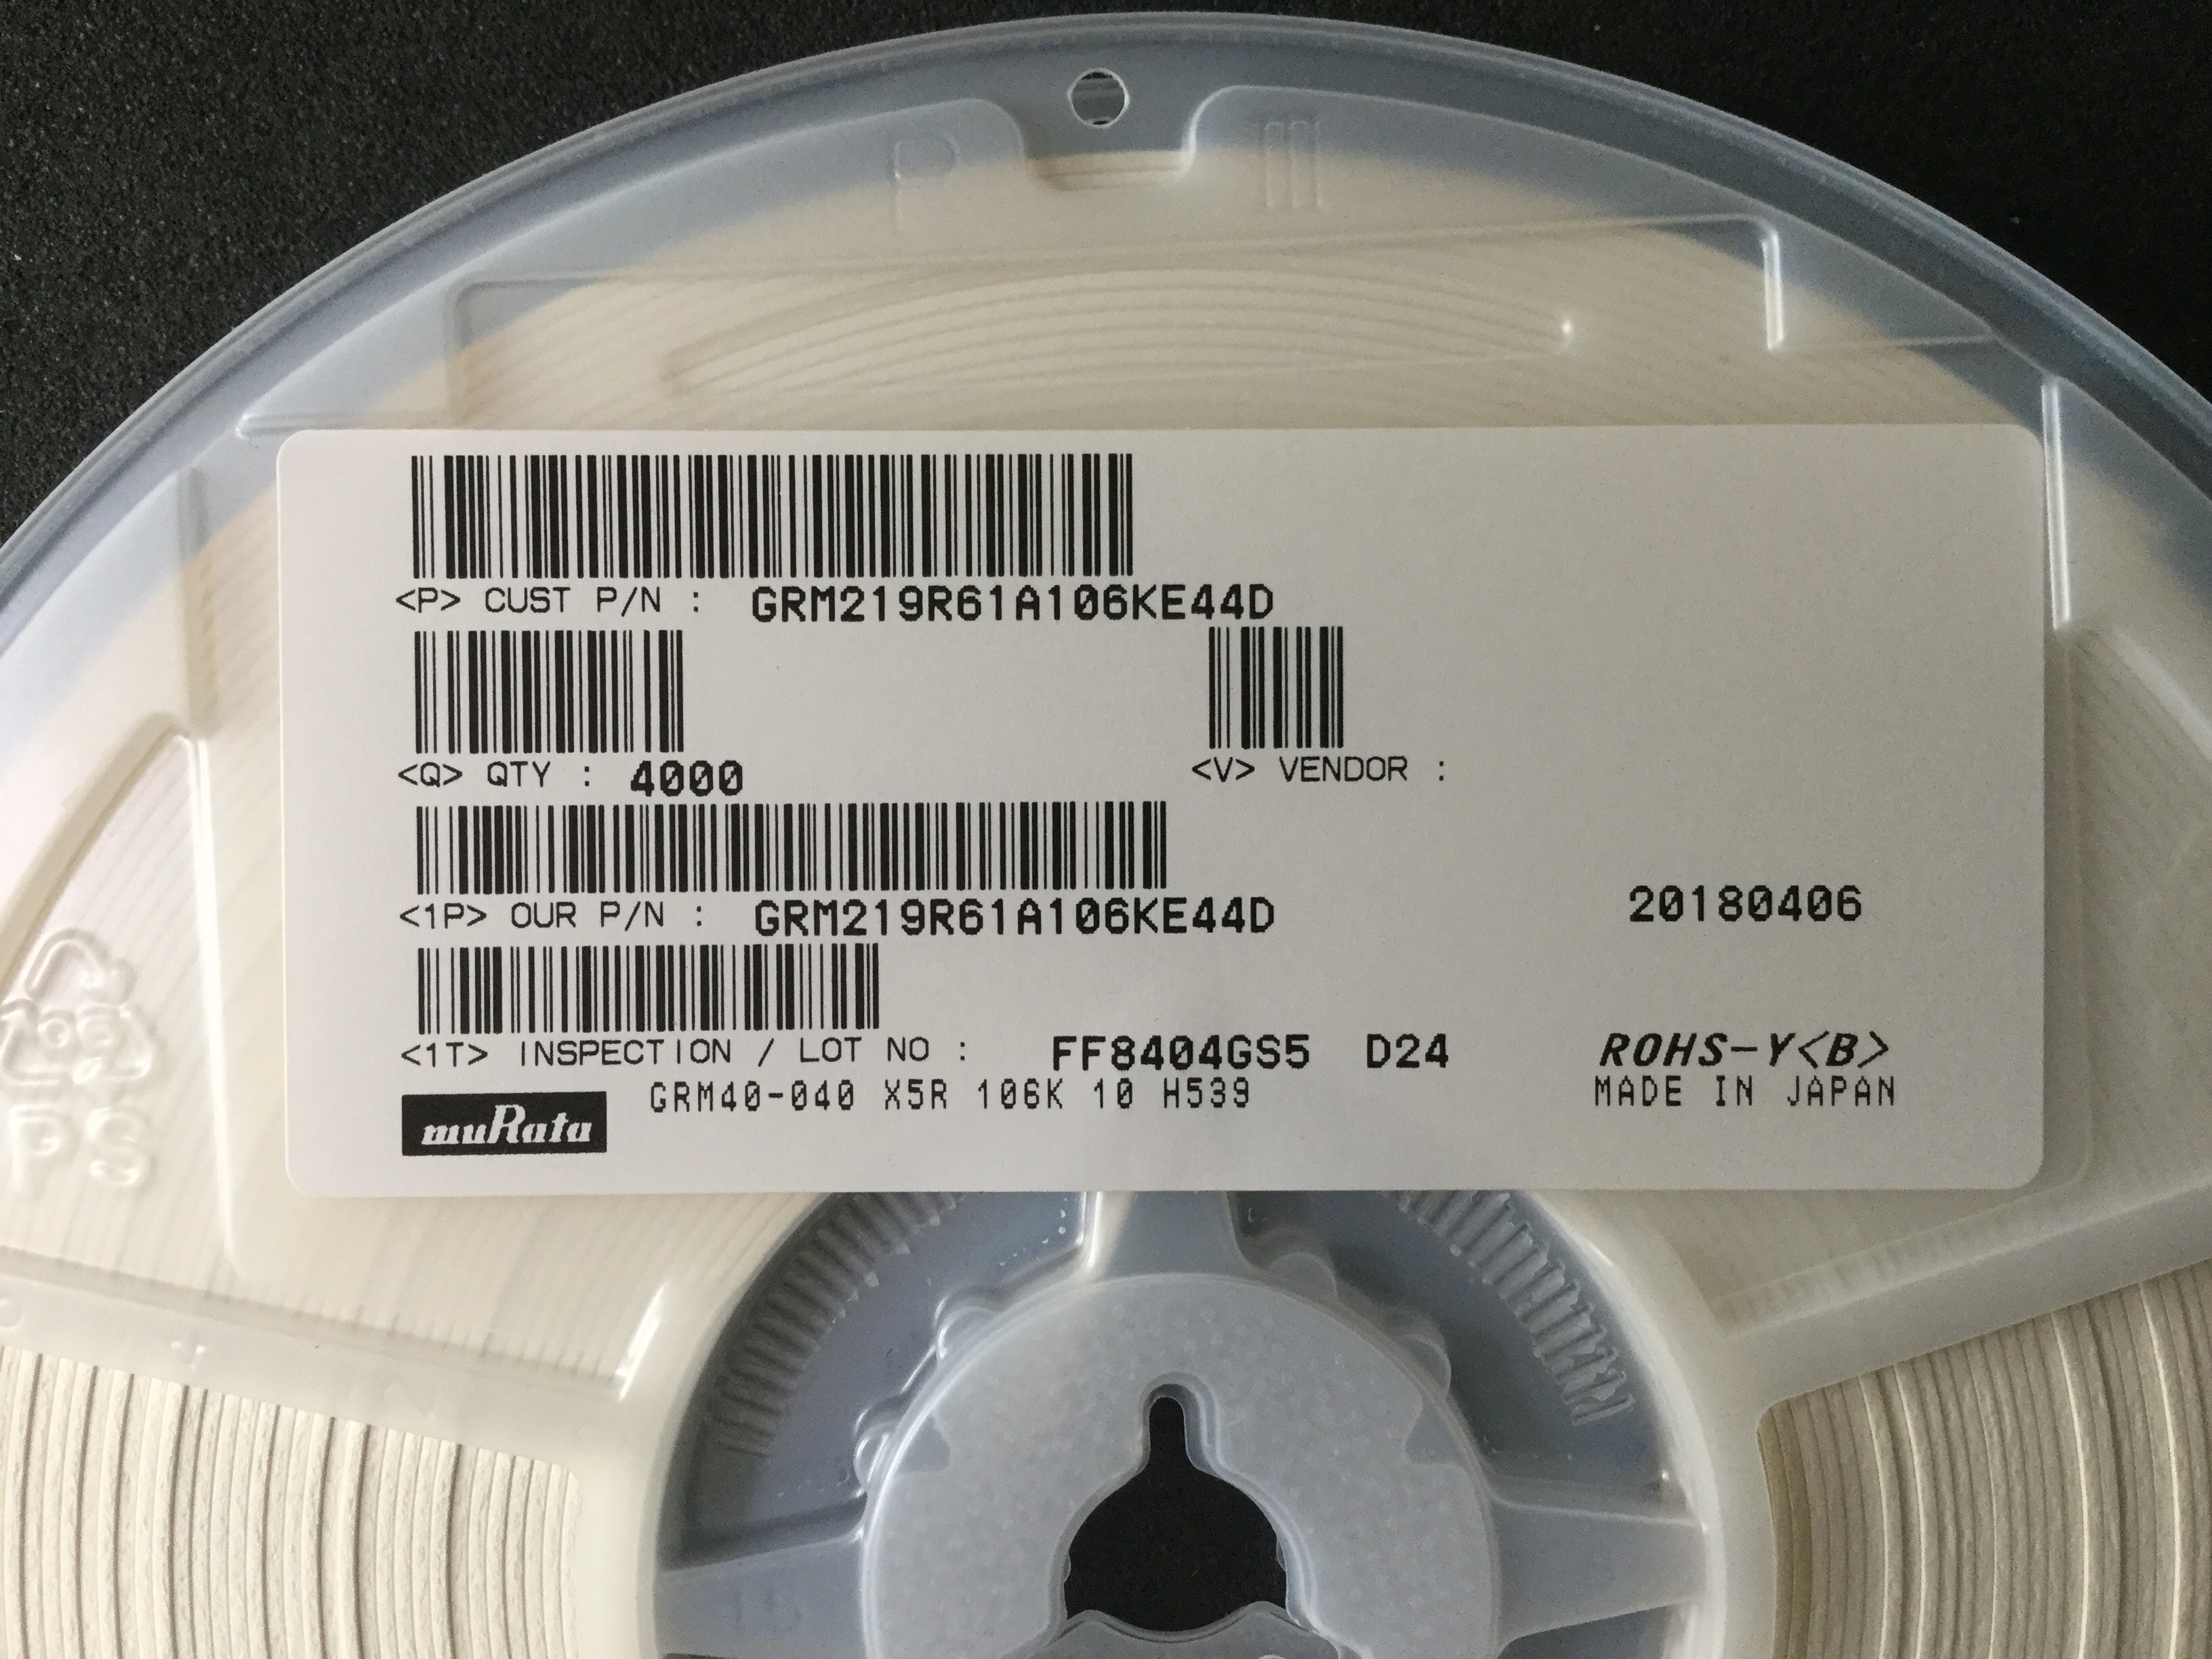 P
<P> CUST P/N : GRM219R61A106KE44D
<Q> QTY : 4000 <V> VENDOR :
<1P> OUR P/N : GRM219R61A106KE44D 20180406
<1T> INSPECTION / LOT NO : FF8404GS5 D24 ROHS-Y<B>
GRM40-040 X5R 106K 10 H539 MADE IN JAPAN
muRata
PS